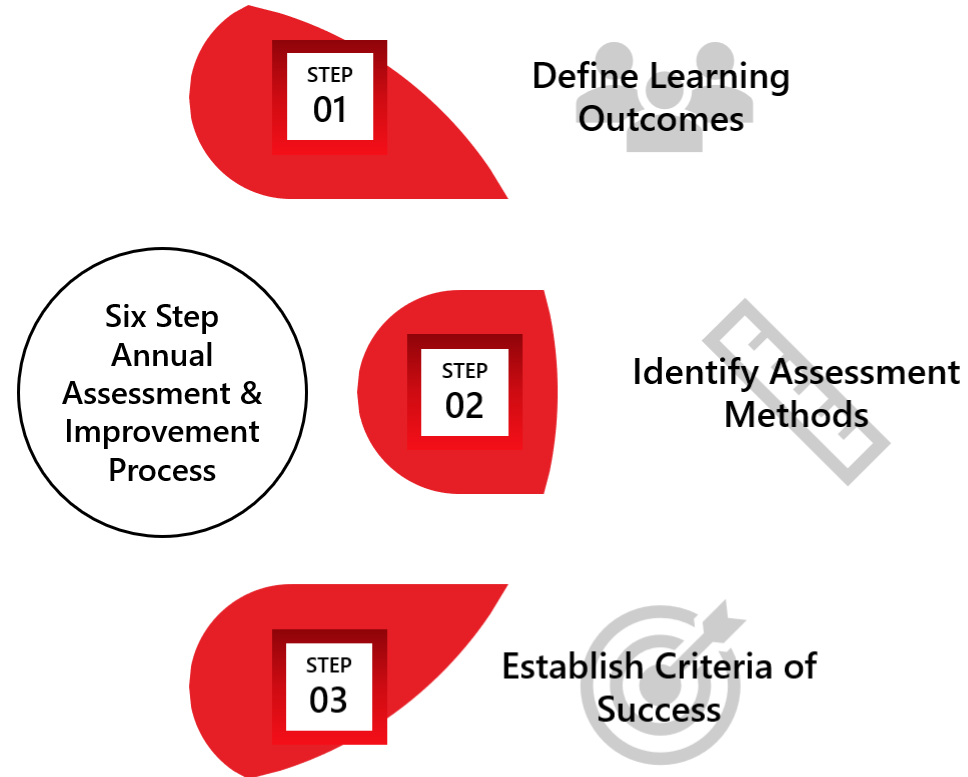 STEP
01
Define Learning
Outcomes
Six Step
Annual
Assessment &
Improvement
Process
STEP
02
Identify Assessment
Methods
STEP
03
Establish Criteria of
Success